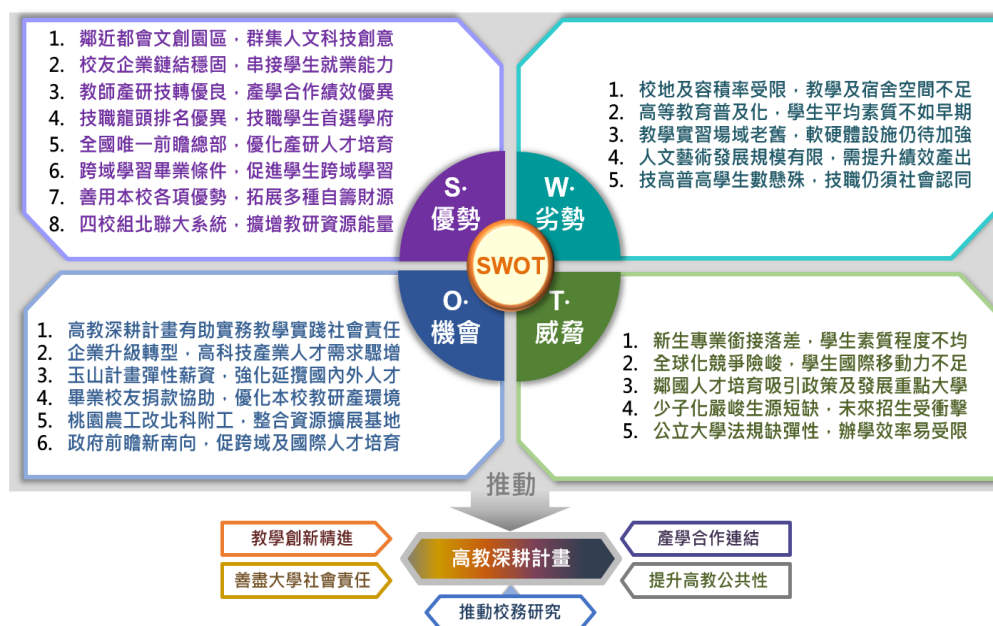 1. 鄰近都會文創園區，群集人文科技創意
2. 校友企業鏈結穩固，串接學生就業能力
3. 教師產研技轉優良，產學合作績效優異
4. 技職龍頭排名優異，技職學生首選學府
5. 全國唯一前瞻總部，優化產研人才培育
6. 跨域學習畢業條件，促進學生跨域學習
7. 善用本校各項優勢，拓展多種自籌財源
8. 四校組北聯大系統，擴增教研資源能量
S·
優勢
1. 校地及容積率受限，教學及宿舍空間不足
2. 高等教育普及化，學生平均素質不如早期
3. 教學實習場域老舊，軟硬體設施仍待加強
4. 人文藝術發展規模有限，需提升績效產出
5. 技高普高學生數懸殊，技職仍須社會認同
W·
劣勢
SWOT
1. 高教深耕計畫有助實務教學實踐社會責任
2. 企業升級轉型，高科技產業人才需求驟增
3. 玉山計畫彈性薪資，強化延攬國內外人才
4. 畢業校友捐款協助，優化本校教研產環境
5. 桃園農工改北科附工，整合資源擴展基地
6. 政府前瞻新南向，促跨域及國際人才培育
O·
機會
1. 新生專業銜接落差，學生素質程度不均
2. 全球化競爭險峻，學生國際移動力不足
3. 鄰國人才培育吸引政策及發展重點大學
4. 少子化嚴峻生源短缺，未來招生受衝擊
5. 公立大學法規缺彈性，辦學效率易受限
T·
威脅
推動
教學創新精進
產學合作連結
高教深耕計畫
善盡大學社會責任
提升高教公共性
推動校務研究